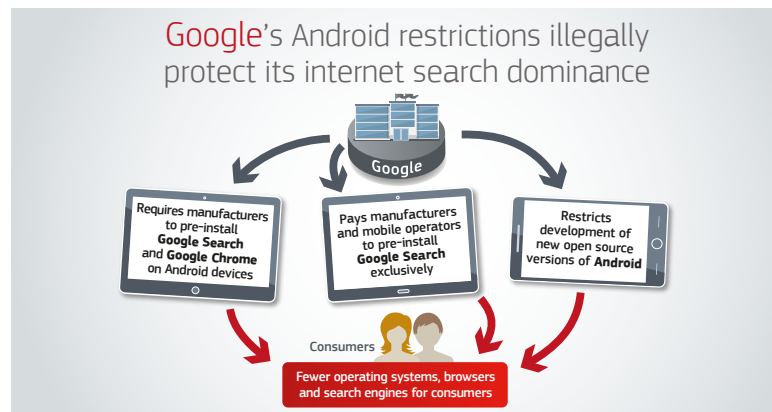 Google's Android restrictions illegally
protect its internet search dominance
Google
Requires manufacturers
to pre-install
Google Search
and Google Chrome
on Android devices
Pays manufacturers
and mobile operators
to pre-install
Google Search
exclusively
Restricts
development of
new open source
versions of Android
Consumers
Fewer operating systems, browsers
and search engines for consumers